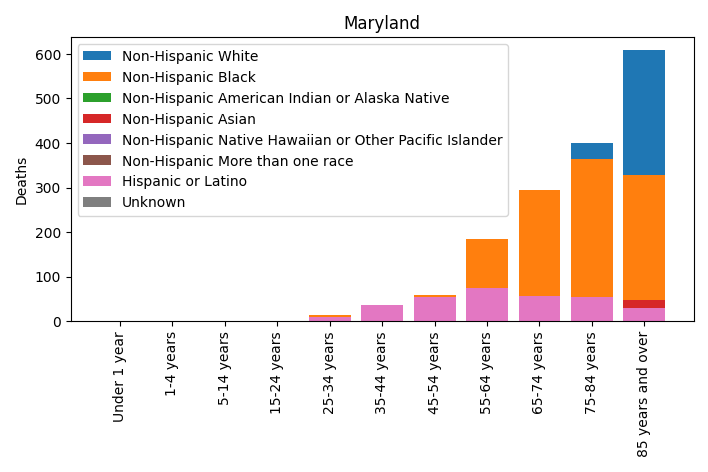 Maryland
Non-Hispanic White
Non-Hispanic Black
Non-Hispanic American Indian or Alaska Native
Non-Hispanic Asian
Non-Hispanic Native Hawaiian or Other Pacific Islander
Non-Hispanic More than one race
Hispanic or Latino
Unknown
Deaths
600
500
400
300
200
100
0
Under 1 year
1-4 years
5-14 years
15-24 years
25-34 years
35-44 years
45-54 years
55-64 years
65-74 years
75-84 years
85 years and over